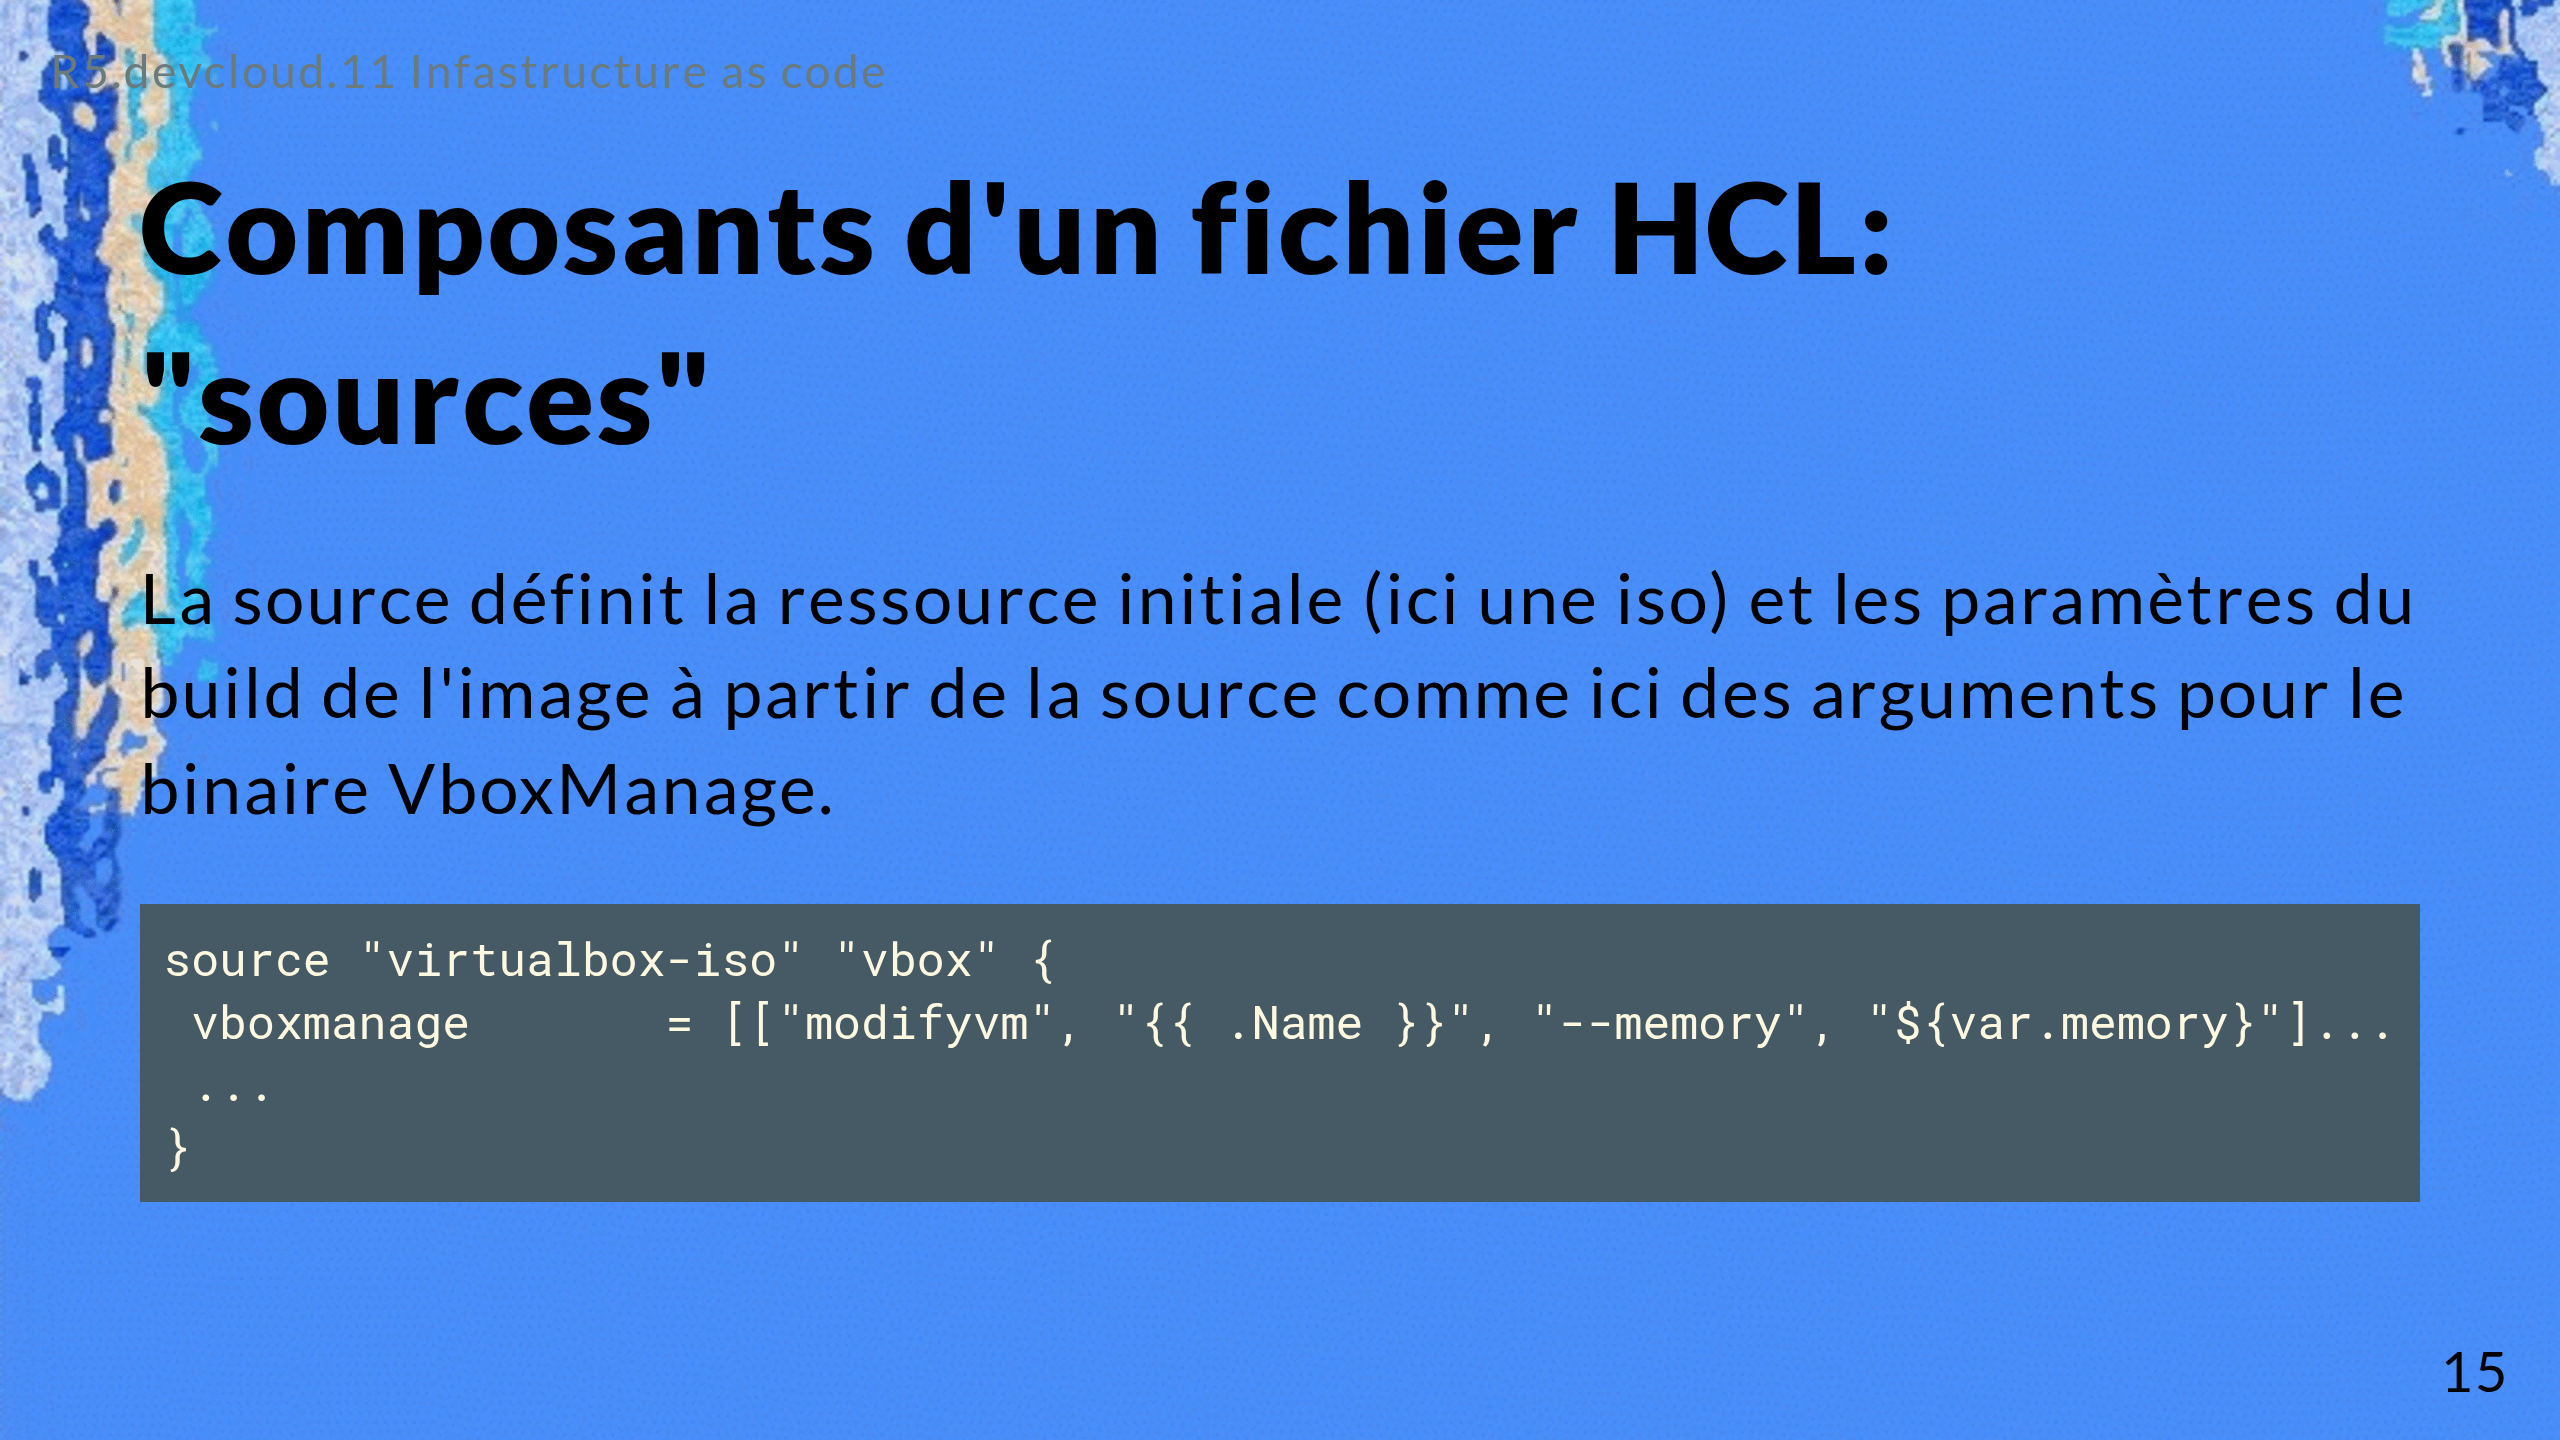 R5.devcloud.11 Infastructure as code
Composants d'un fichier HCL:
"sources"
La source définit la ressource initiale (ici une iso) et les paramètres du
build de l'image à partir de la source comme ici des arguments pour le
binaire VboxManage.
source "virtualbox-iso" "vbox" {
 vboxmanage       = [["modifyvm", "{{ .Name }}", "--memory", "${var.memory}"]...
 ...
}
15